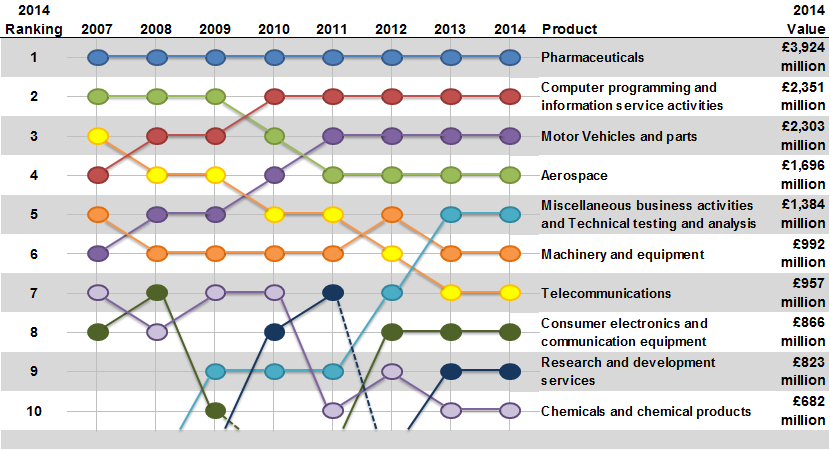 2014
Ranking 2007 2008 2009 2010 2011 2012 2013 2014 Product 2014
Value
1 Pharmaceuticals £3,924
million
2 Computer programming and
information service activities £2,351
million
3 Motor Vehicles and parts £2,303
million
4 Aerospace £1,696
million
5 Miscellaneous business activities
and Technical testing and analysis £1,384
million
6 Machinery and equipment £992
million
7 Telecommunications £957
million
8 Consumer electronics and
communication equipment £866
million
9 Research and development
services £823
million
10 Chemicals and chemical products £682
million